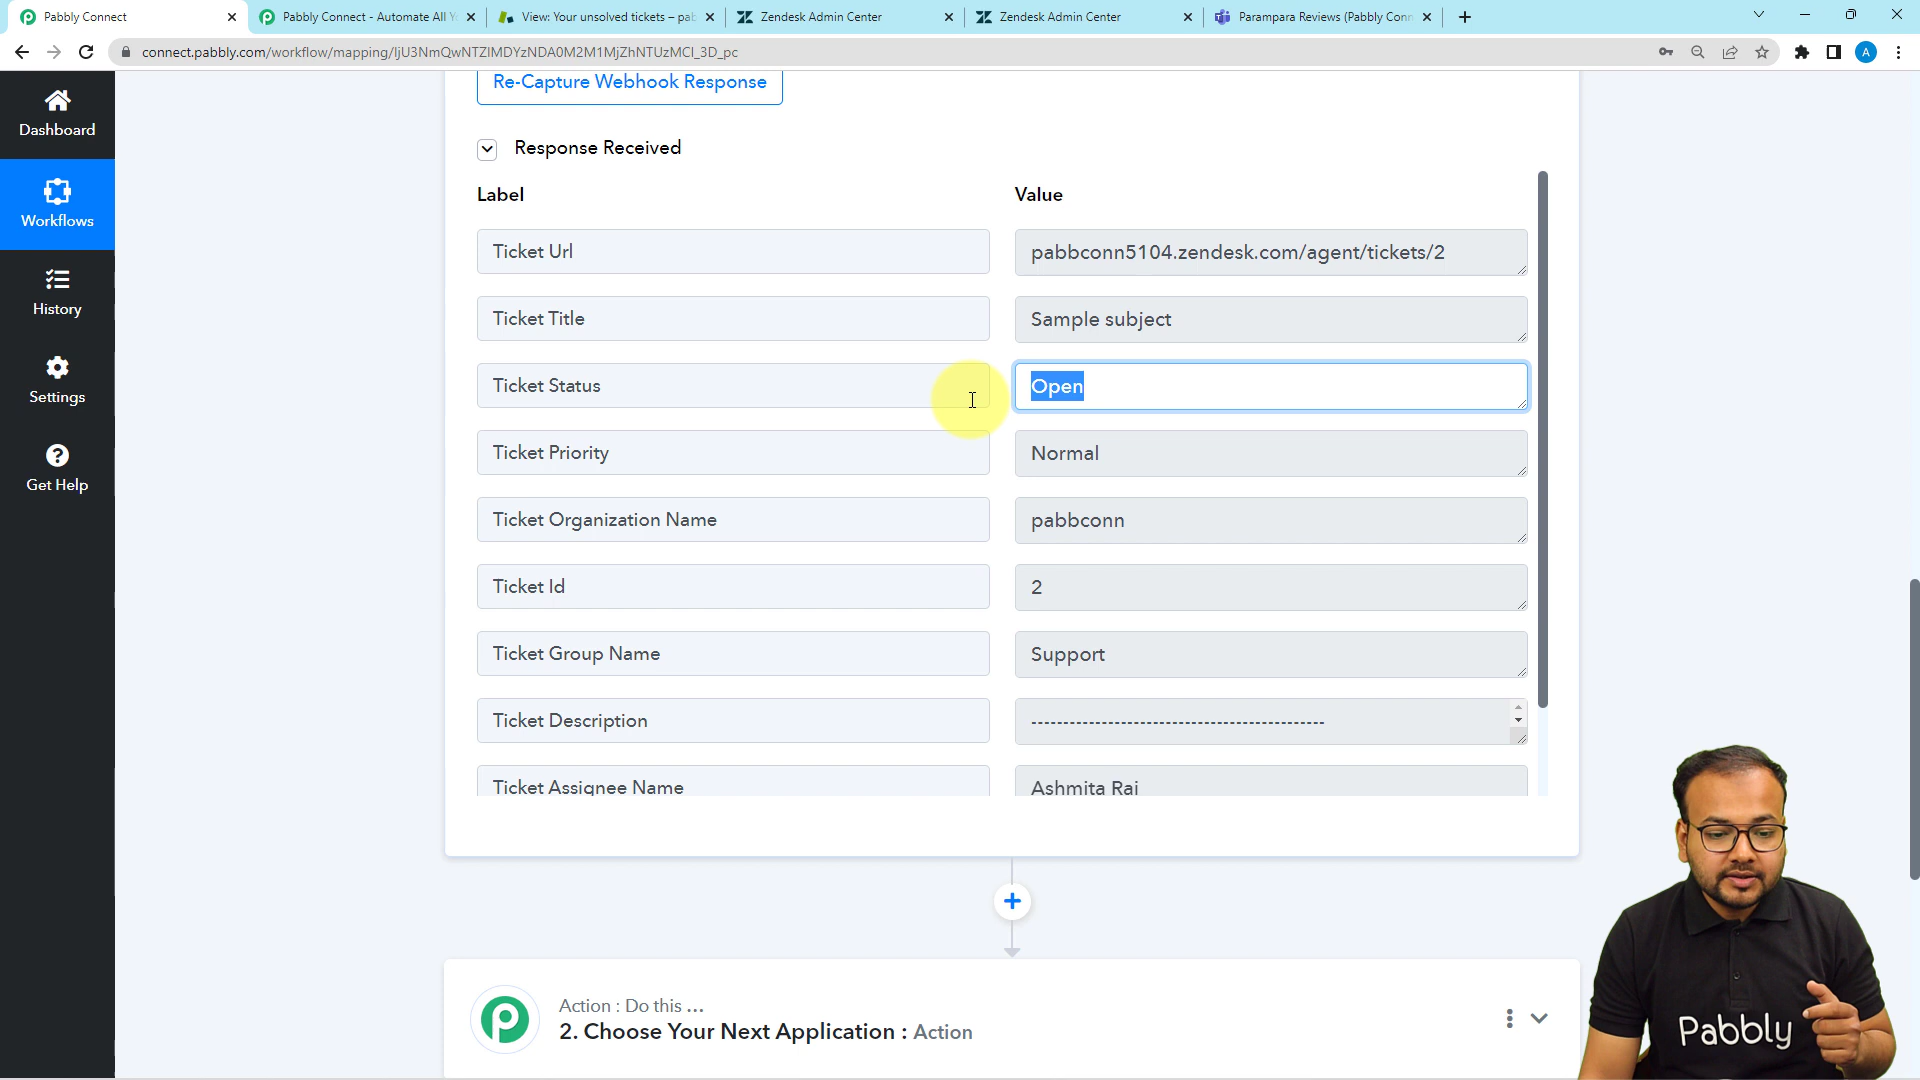 Pabbly Connect
Pabbly Connect - Automate All Y
View: Your unsolved tickets – pab
Zendesk Admin Center
Zendesk Admin Center
Parampara Reviews (Pabbly Conn
connect.pabbly.com/workflow/mapping/IjU3NmQwNTZlMDYzNDA0M2M1MjZhNTUzMCI_3D_pc
A
Dashboard
Workflows
History
Settings
Get Help
Re-Capture Webhook Response
Response Received
Label Value
Ticket Url pabbconn5104.zendesk.com/agent/tickets/2
Ticket Title Sample subject
Ticket Status Open
Ticket Priority Normal
Ticket Organization Name pabbconn
Ticket Id 2
Ticket Group Name Support
Ticket Description ----------------------------------------------
Ticket Assignee Name Ashmita Rai
Action : Do this ...
2. Choose Your Next Application : Action
Pabbly